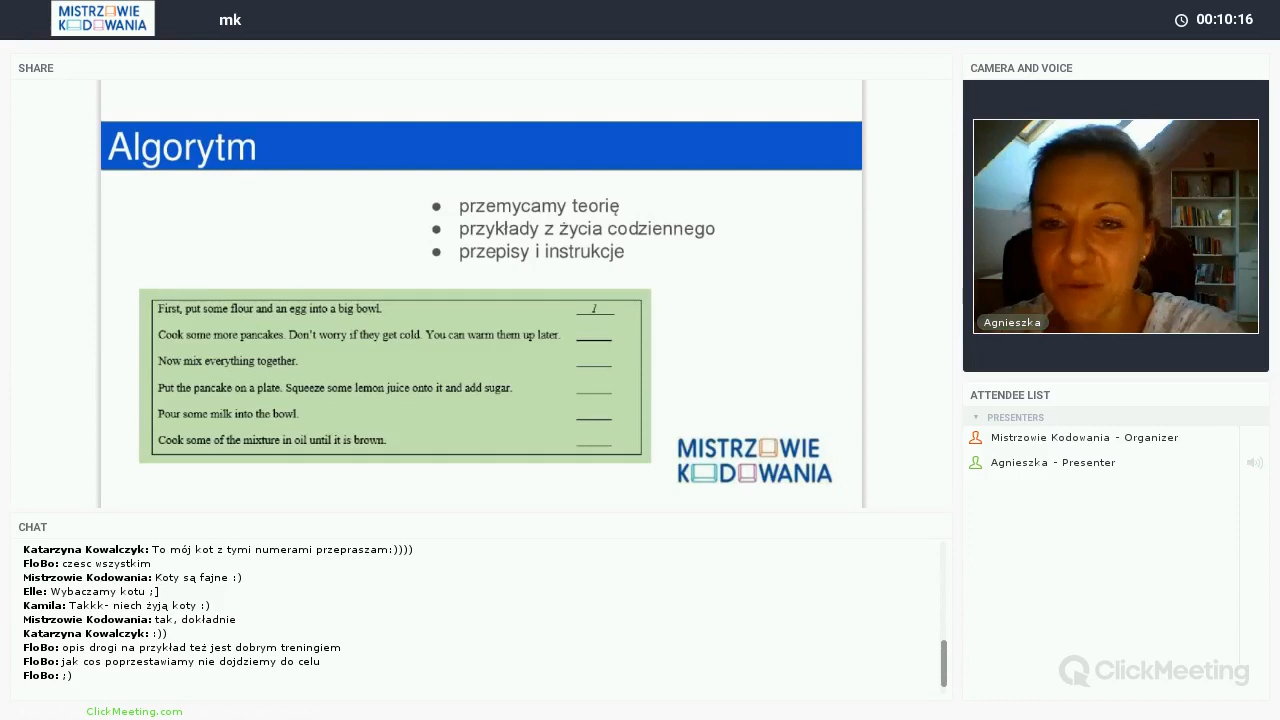 MISTRZOWIE
KODOWANIA
mk
00:10:16
SHARE
Algorytm
● przemycamy teorię
● przykłady z życia codziennego
● przepisy i instrukcje
First, put some flour and an egg into a big bowl. 1
Cook some more pancakes. Don't worry if they get cold. You can warm them up later.
Now mix everything together.
Put the pancake on a plate. Squeeze some lemon juice onto it and add sugar.
Pour some milk into the bowl.
Cook some of the mixture in oil until it is brown.
MISTRZOWIE
KODOWANIA
CAMERA AND VOICE
Agnieszka
ATTENDEE LIST
PRESENTERS
Mistrzowie Kodowania - Organizer
Agnieszka - Presenter
CHAT
Katarzyna Kowalczyk: To mój kot z tymi numerami przepraszam:))))
FloBo: czesc wszystkim
Mistrzowie Kodowania: Koty są fajne :)
Elle: Wybaczamy kotu ;]
Kamila: Takkk- niech żyją koty :)
Mistrzowie Kodowania: tak, dokładnie
Katarzyna Kowalczyk: :))
FloBo: opis drogi na przykład też jest dobrym treningiem
FloBo: jak cos poprzestawiamy nie dojdziemy do celu
FloBo: ;)
ClickMeeting
ClickMeeting.com